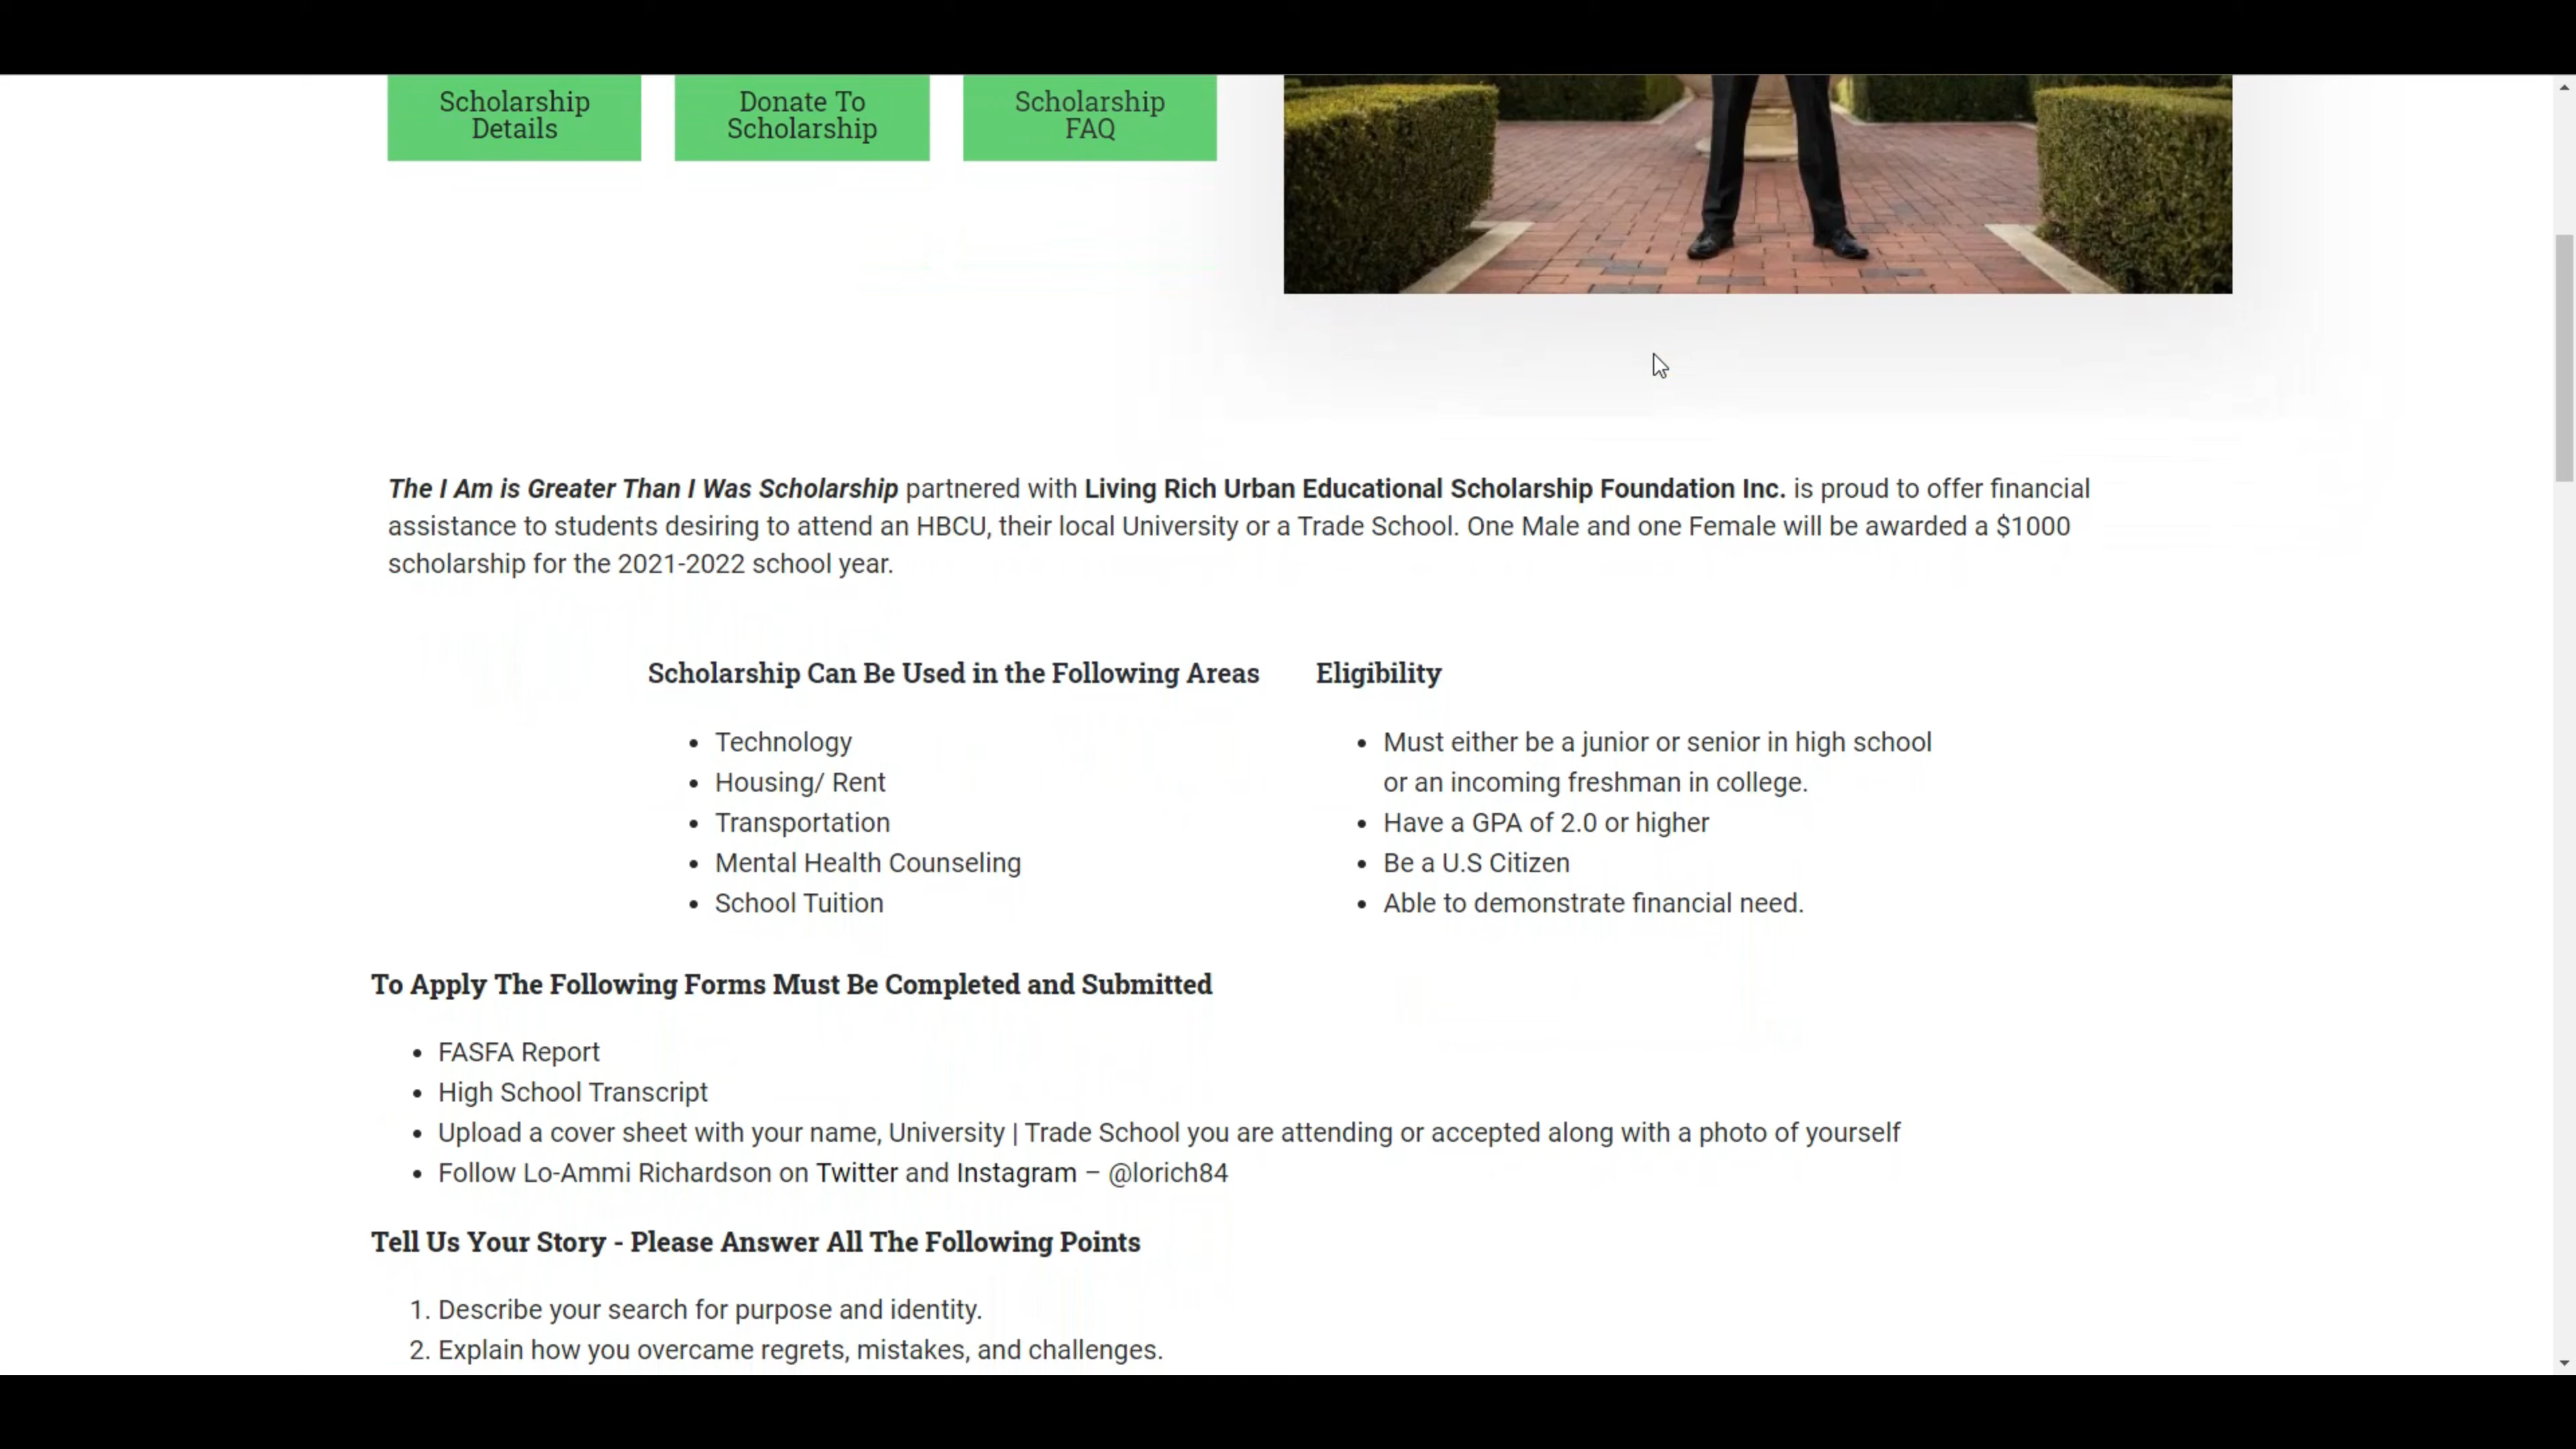 Scholarship
Details
Donate To
Scholarship
Scholarship
FAQ
The I Am is Greater Than I Was Scholarship partnered with Living Rich Urban Educational Scholarship Foundation Inc. is proud to offer financial
assistance to students desiring to attend an HBCU, their local University or a Trade School. One Male and one Female will be awarded a $1000
scholarship for the 2021-2022 school year.
Scholarship Can Be Used in the Following Areas
• Technology
• Housing/ Rent
• Transportation
• Mental Health Counseling
• School Tuition
Eligibility
• Must either be a junior or senior in high school
or an incoming freshman in college.
• Have a GPA of 2.0 or higher
• Be a U.S Citizen
• Able to demonstrate financial need.
To Apply The Following Forms Must Be Completed and Submitted
• FASFA Report
• High School Transcript
• Upload a cover sheet with your name, University | Trade School you are attending or accepted along with a photo of yourself
• Follow Lo-Ammi Richardson on Twitter and Instagram – @lorich84
Tell Us Your Story - Please Answer All The Following Points
1. Describe your search for purpose and identity.
2. Explain how you overcame regrets, mistakes, and challenges.